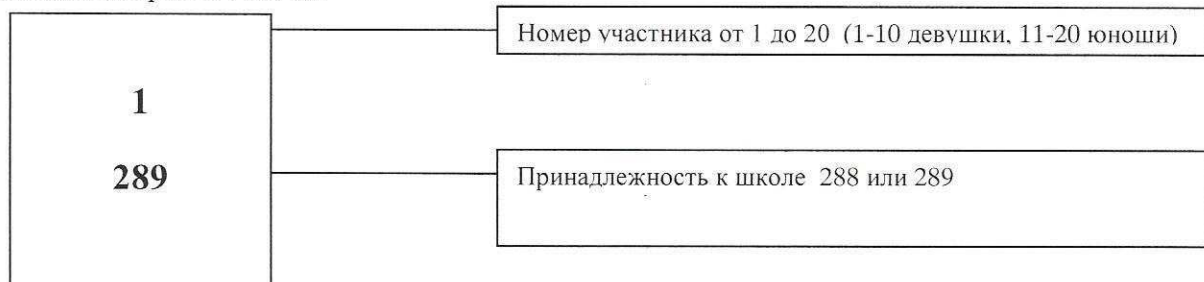 Номер участника от 1 до 20 (1-10 девушки, 11-20 юноши)
1
289
Принадлежность к школе 288 или 289